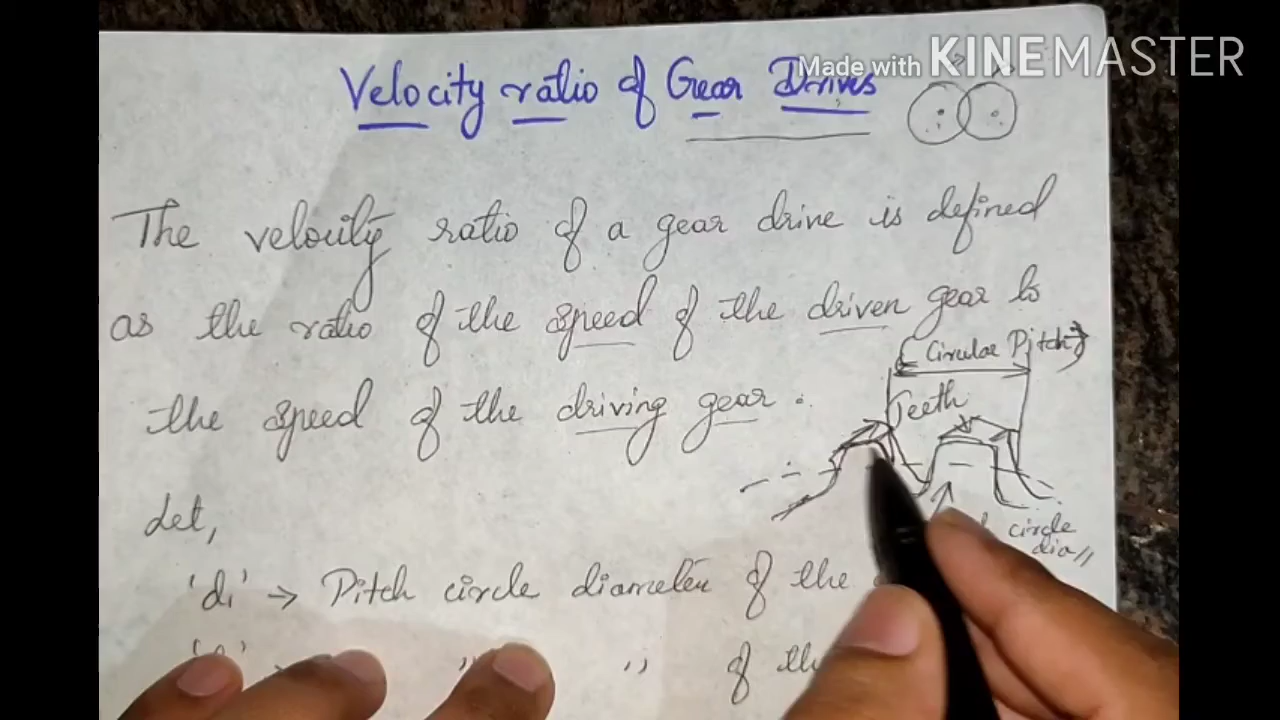 Made with KINEMASTER
Velocity ratio of Gear Drives
The velocity ratio of a gear drive is defined
as the ratio of the speed of the driven gear to
Circular Pitch
the speed of the driving gear.
Teeth
Let,
circle
dia
'd1' → Pitch circle diameter of the
" " of the